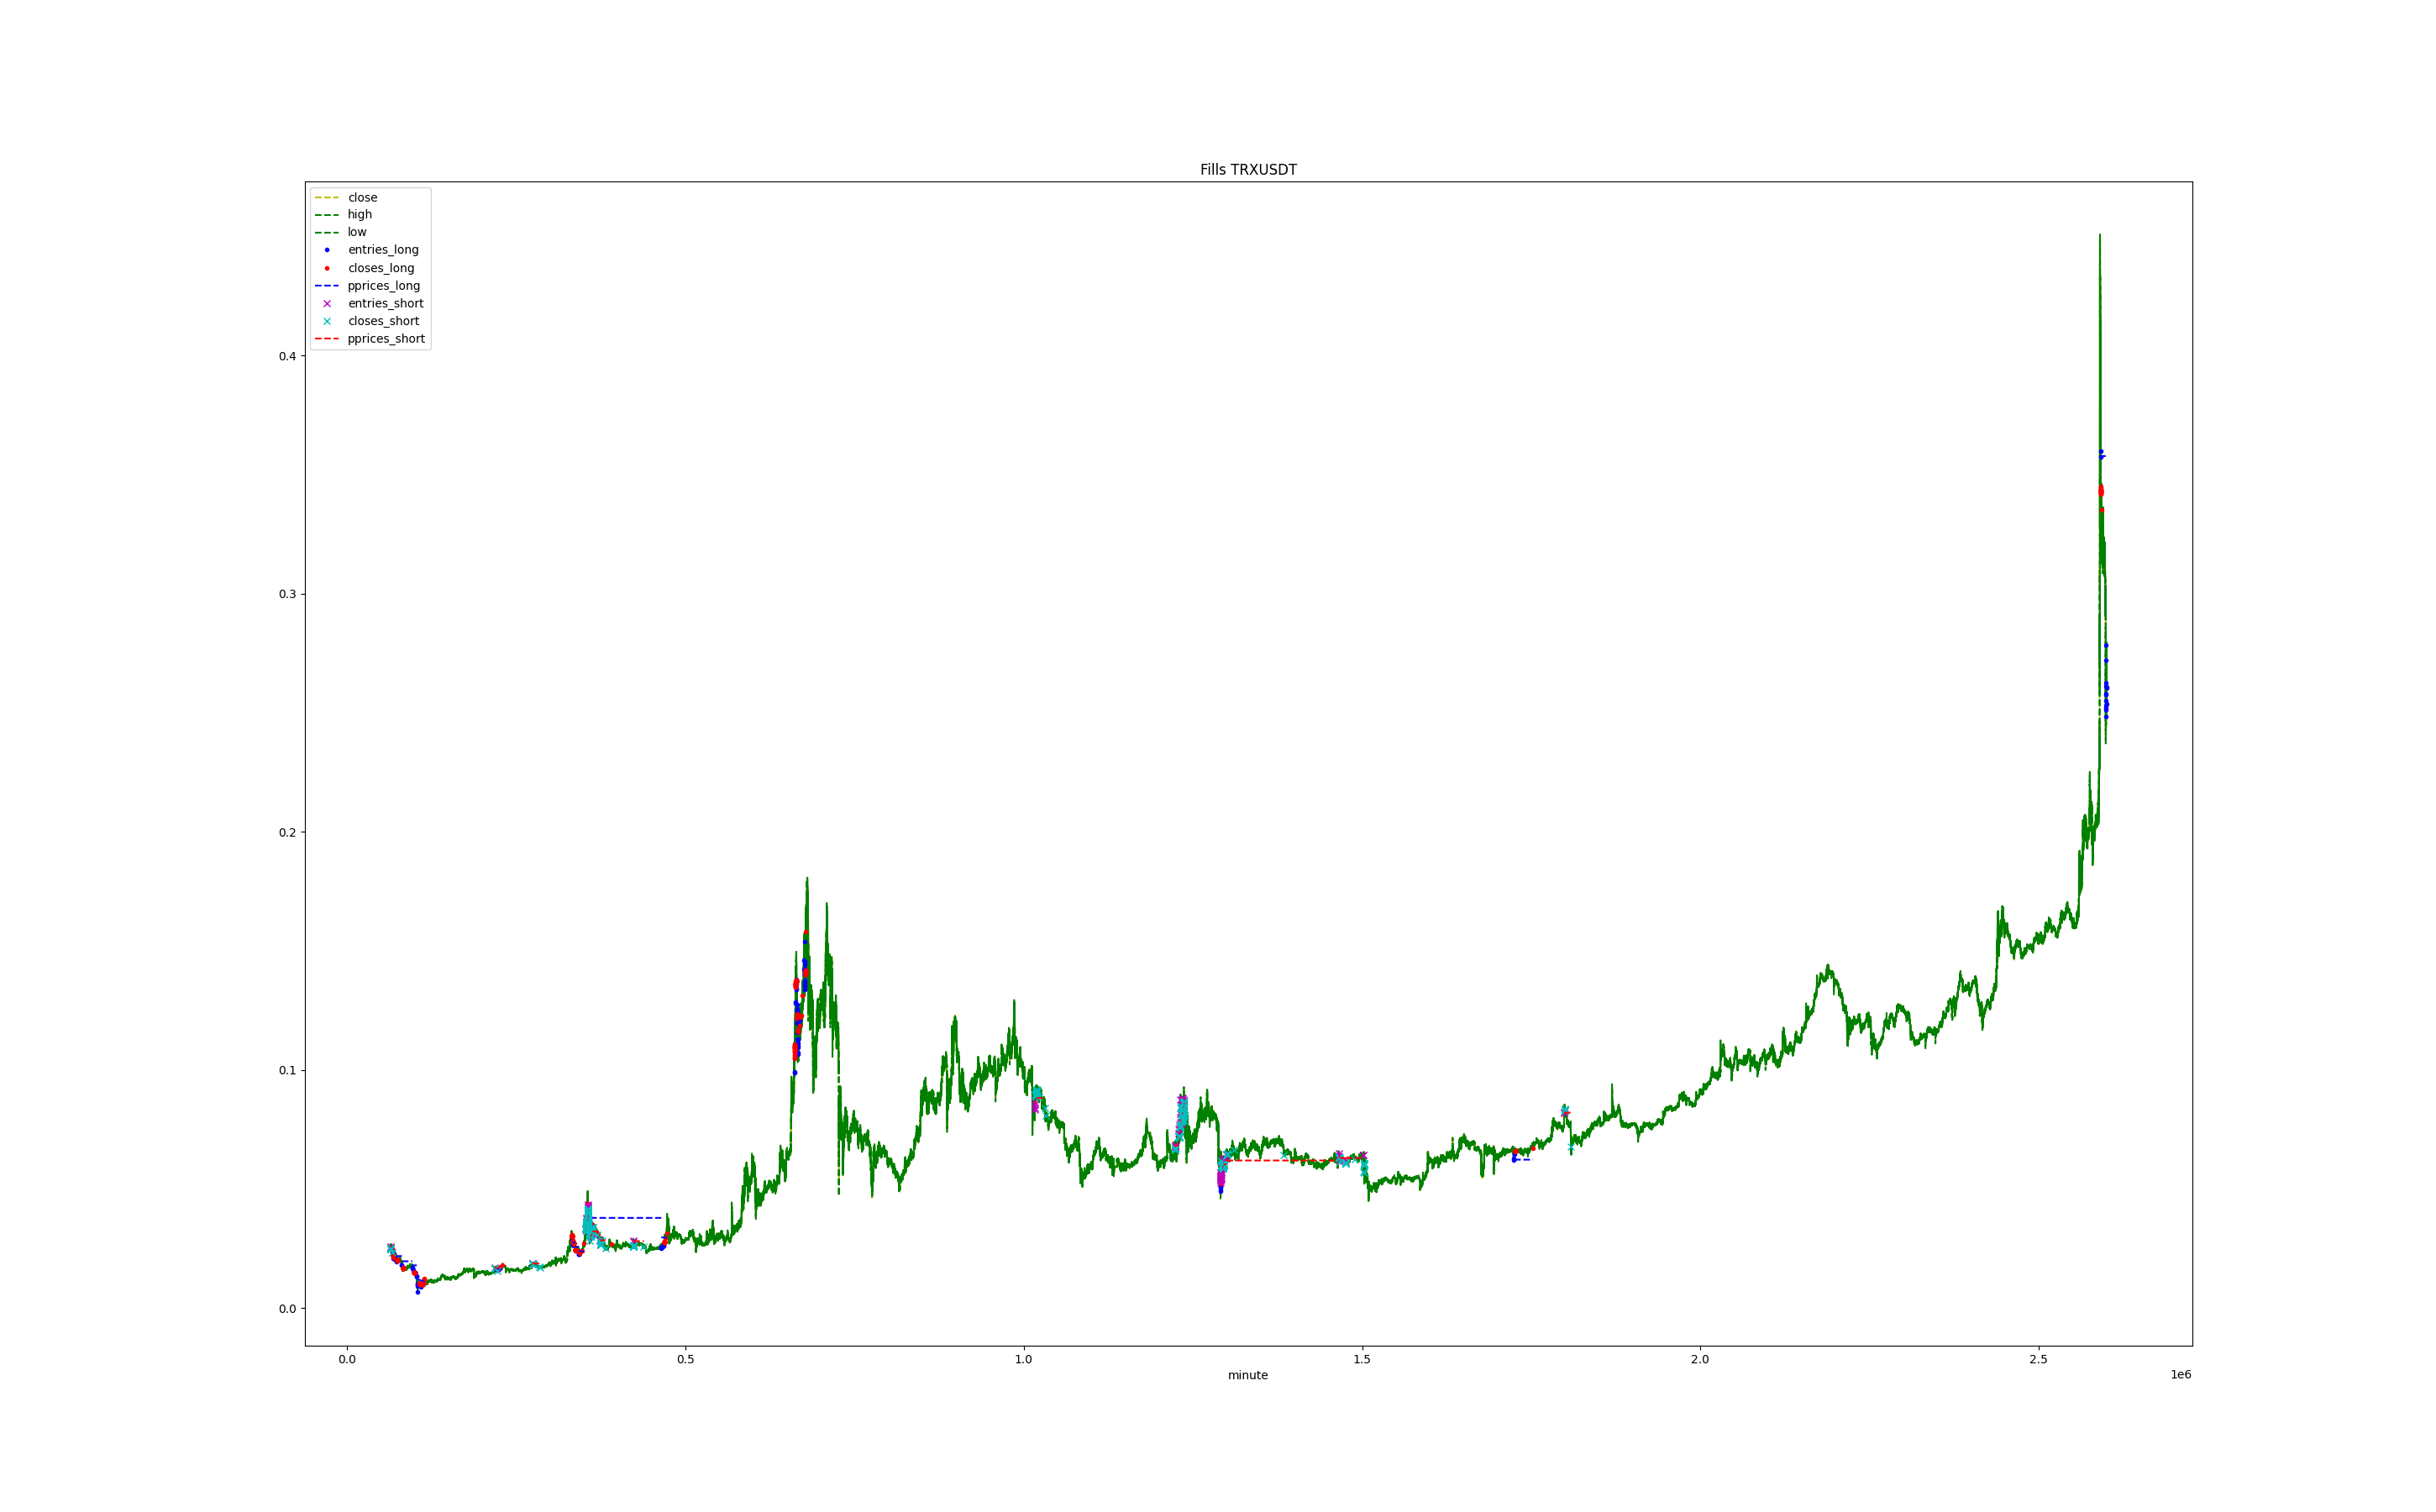 Fills TRXUSDT
close
high
low
entries_long
closes_long
pprices_long
entries_short
closes_short
pprices_short
0.4
0.3
0.2
0.1
0.0
0.0 0.5 1.0 1.5 2.0 2.5
minute 1e6